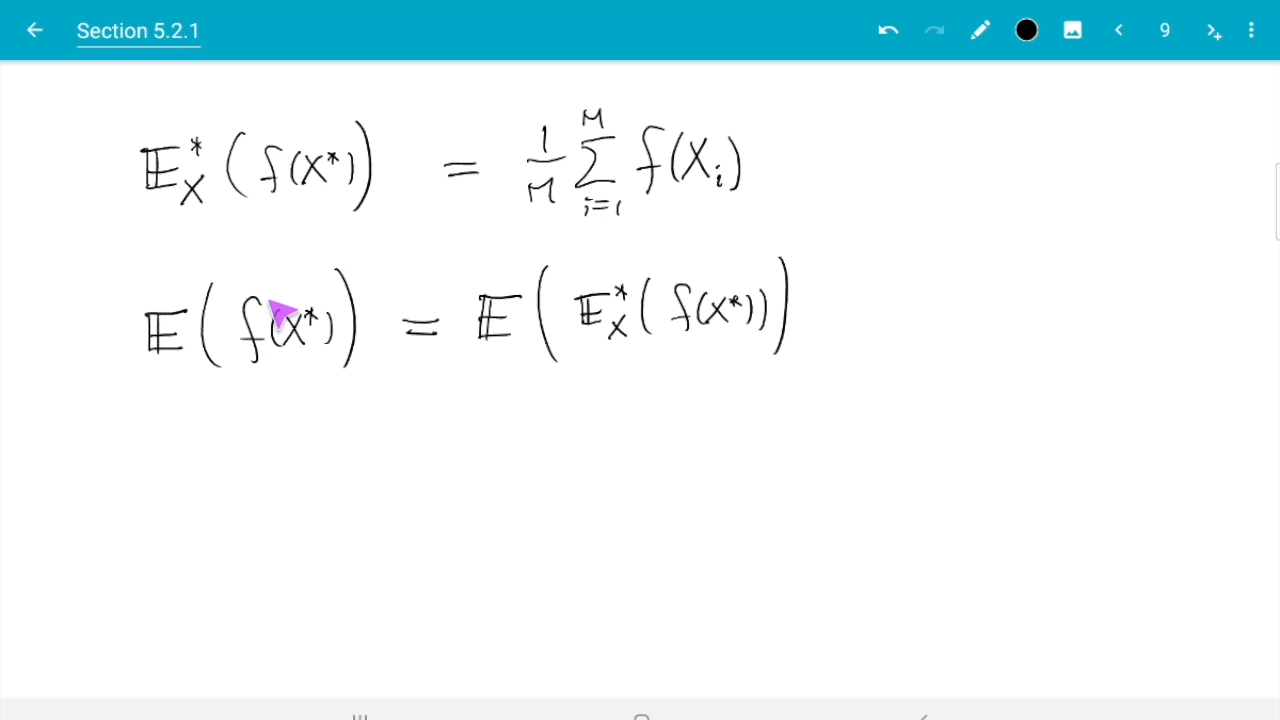 Section 5.2.1
9
𝔼*_X (f(X*)) = 1/M ∑_{i=1}^{M} f(X_i)
𝔼(f(X*)) = 𝔼(𝔼*_X(f(X*)))